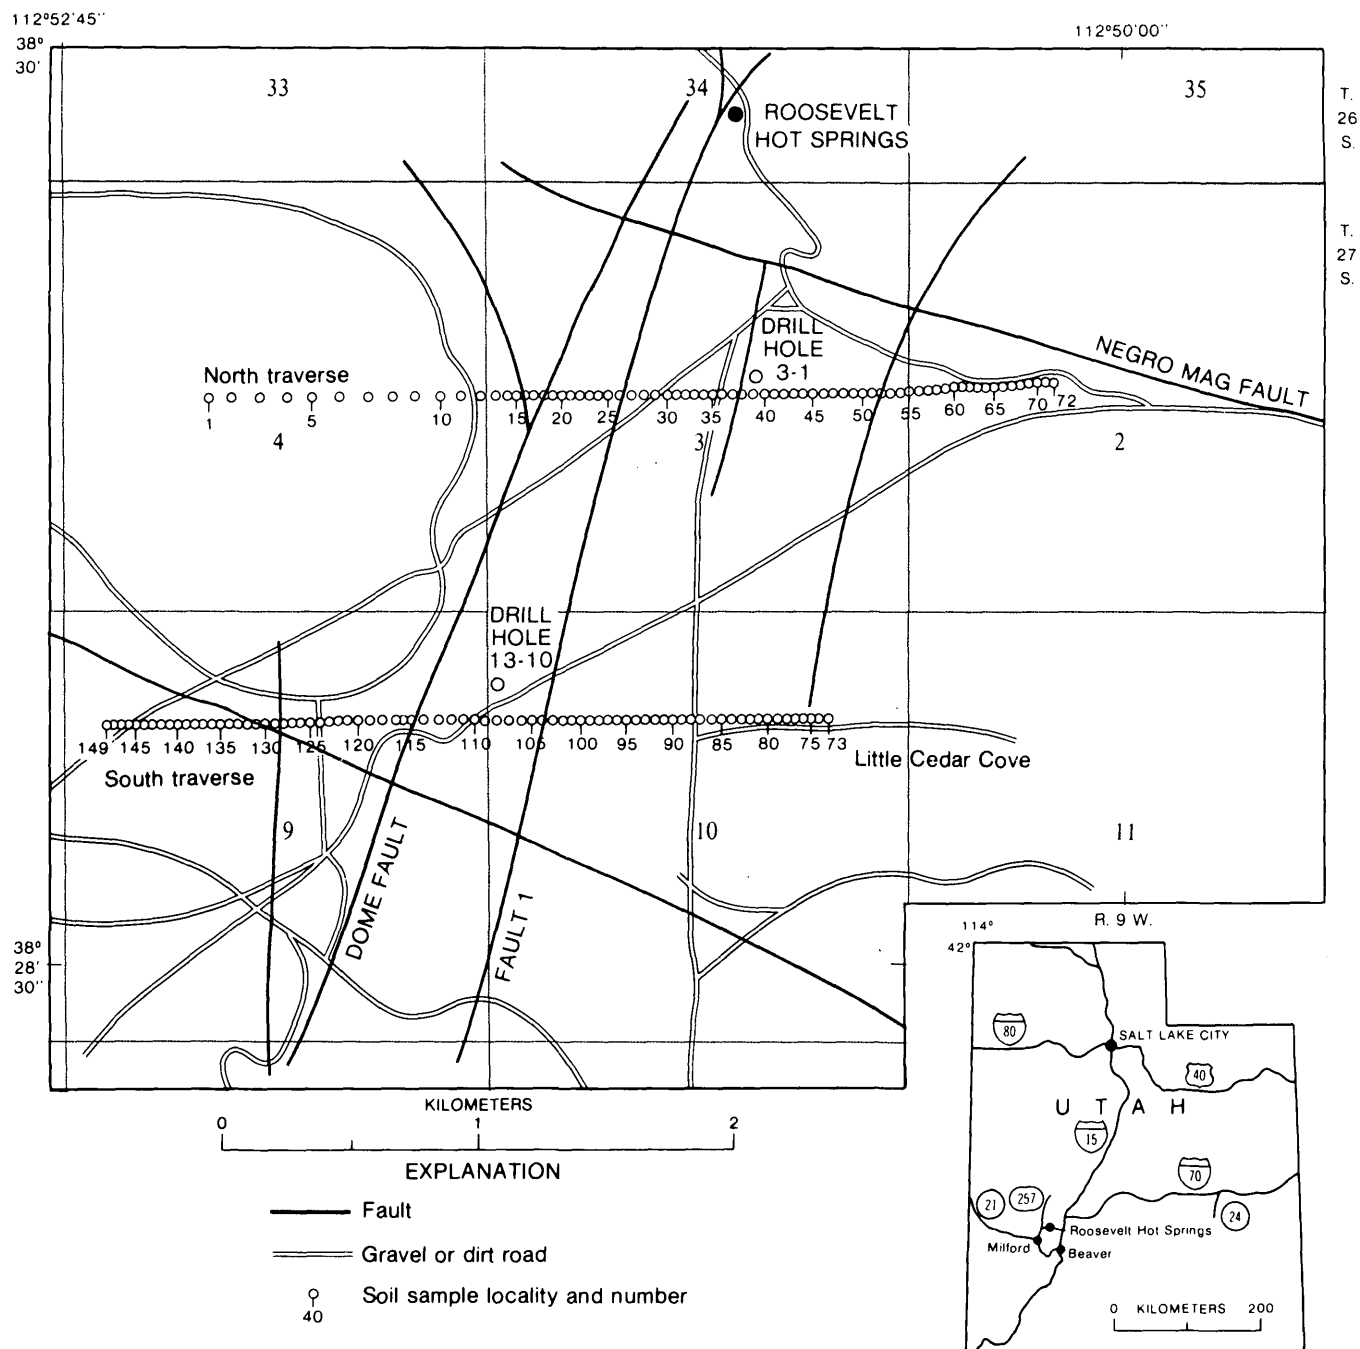 112°52'45"
112°50'00"
38°
30'
33
34
35
T.
26
S.
ROOSEVELT
HOT SPRINGS
T.
27
S.
DRILL
HOLE
3-1
NEGRO MAG FAULT
North traverse
1
5
10
15
20
25
30
35
40
45
50
55
60
65
70
72
4
3
2
DRILL
HOLE
13-10
149
145
140
135
130
125
120
115
110
105
100
95
90
85
80
75
73
South traverse
Little Cedar Cove
9
10
11
DOME FAULT
FAULT 1
38°
28'
30"
R. 9 W.
KILOMETERS
0
1
2
EXPLANATION
Fault
Gravel or dirt road
40
Soil sample locality and number
114°
42°
80
SALT LAKE CITY
40
UTAH
15
70
21
257
24
Roosevelt Hot Springs
Milford
Beaver
0 KILOMETERS 200